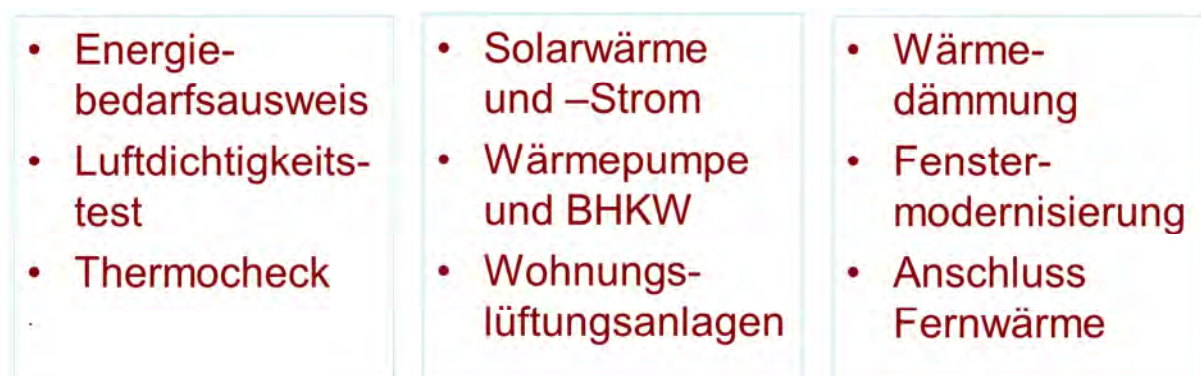 • Energie-
bedarfsausweis
• Luftdichtigkeits-
test
• Thermocheck
• Solarwärme
und –Strom
• Wärmepumpe
und BHKW
• Wohnungs-
lüftungsanlagen
• Wärme-
dämmung
• Fenster-
modernisierung
• Anschluss
Fernwärme